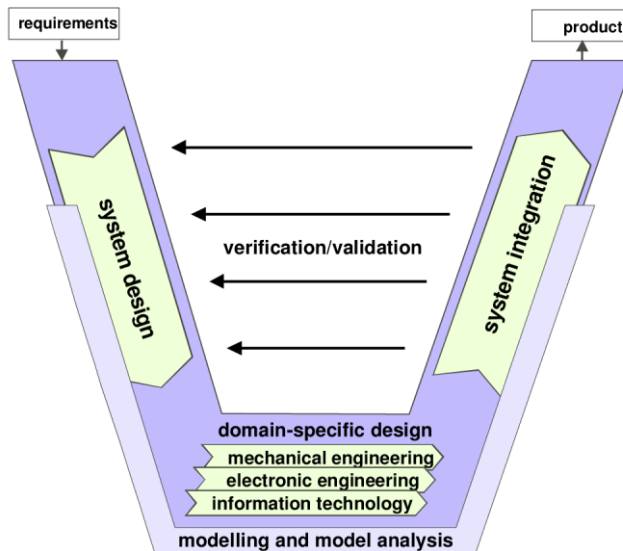 requirements
product
system design
verification/validation
system integration
domain-specific design
mechanical engineering
electronic engineering
information technology
modelling and model analysis